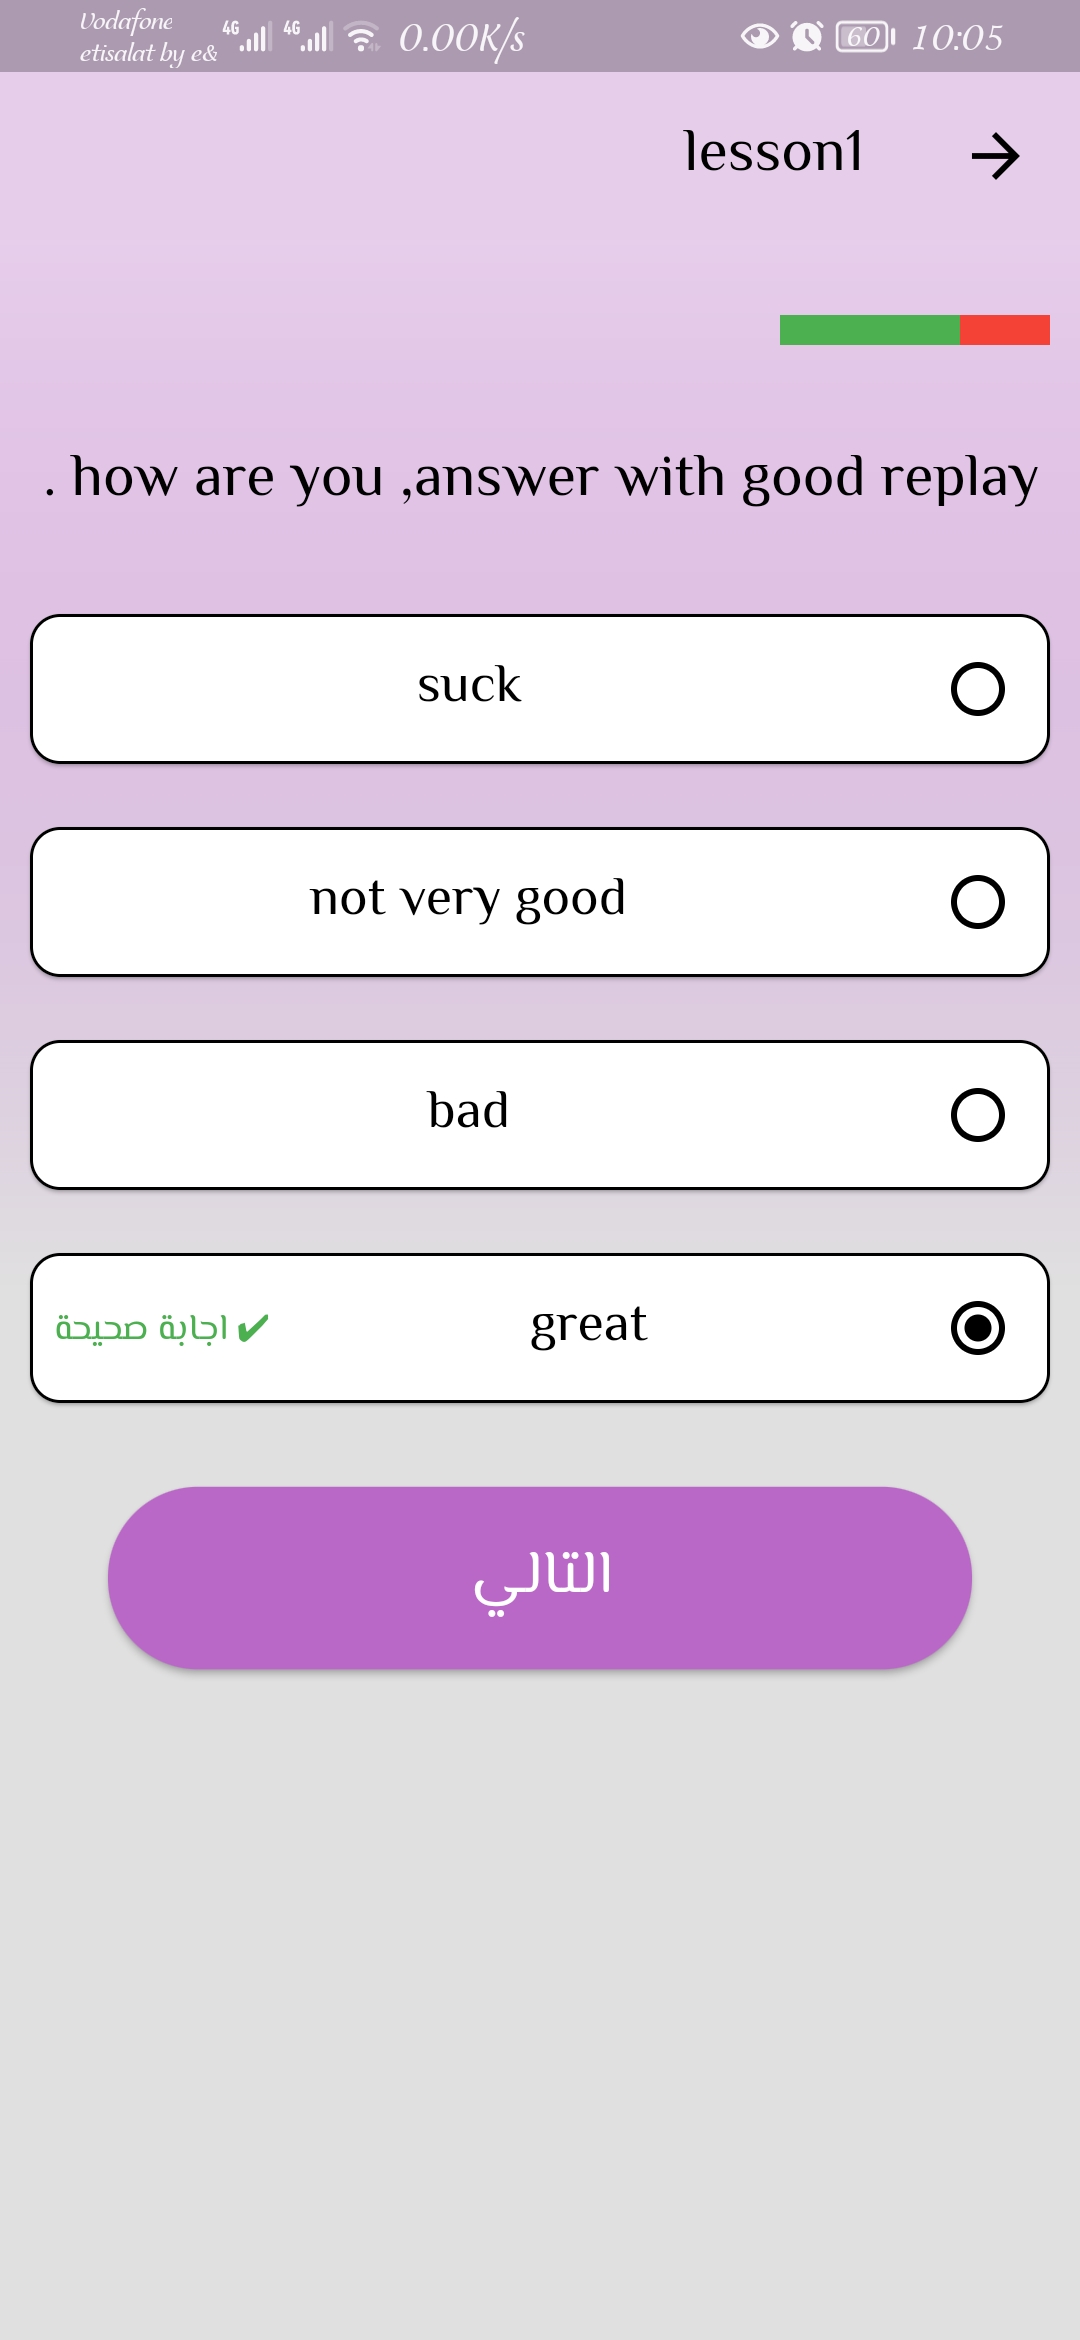 Vodafone
etisalat by e&
4G 4G 0.00K/s 60 10:05
lesson1
how are you ,answer with good replay .
suck
not very good
bad
great
✔ اجابة صحيحة
التالي